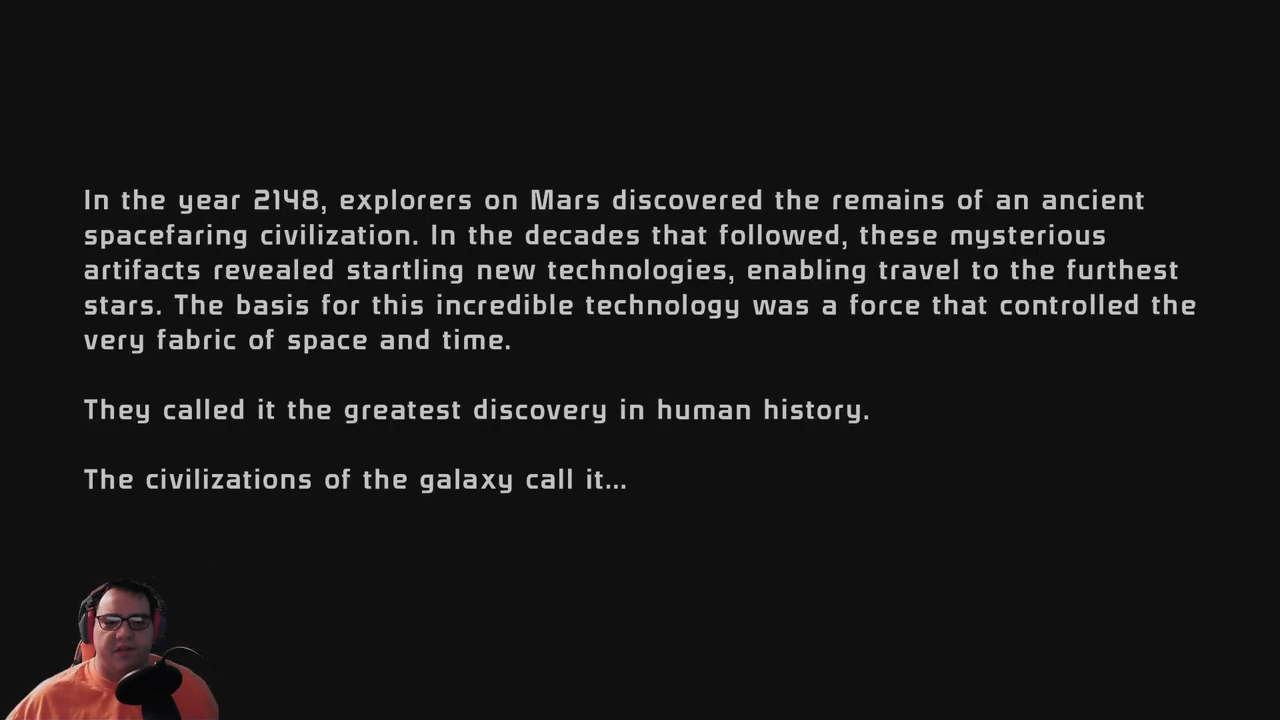 In the year 2148, explorers on Mars discovered the remains of an ancient
spacefaring civilization. In the decades that followed, these mysterious
artifacts revealed startling new technologies, enabling travel to the furthest
stars. The basis for this incredible technology was a force that controlled the
very fabric of space and time.
They called it the greatest discovery in human history.
The civilizations of the galaxy call it...